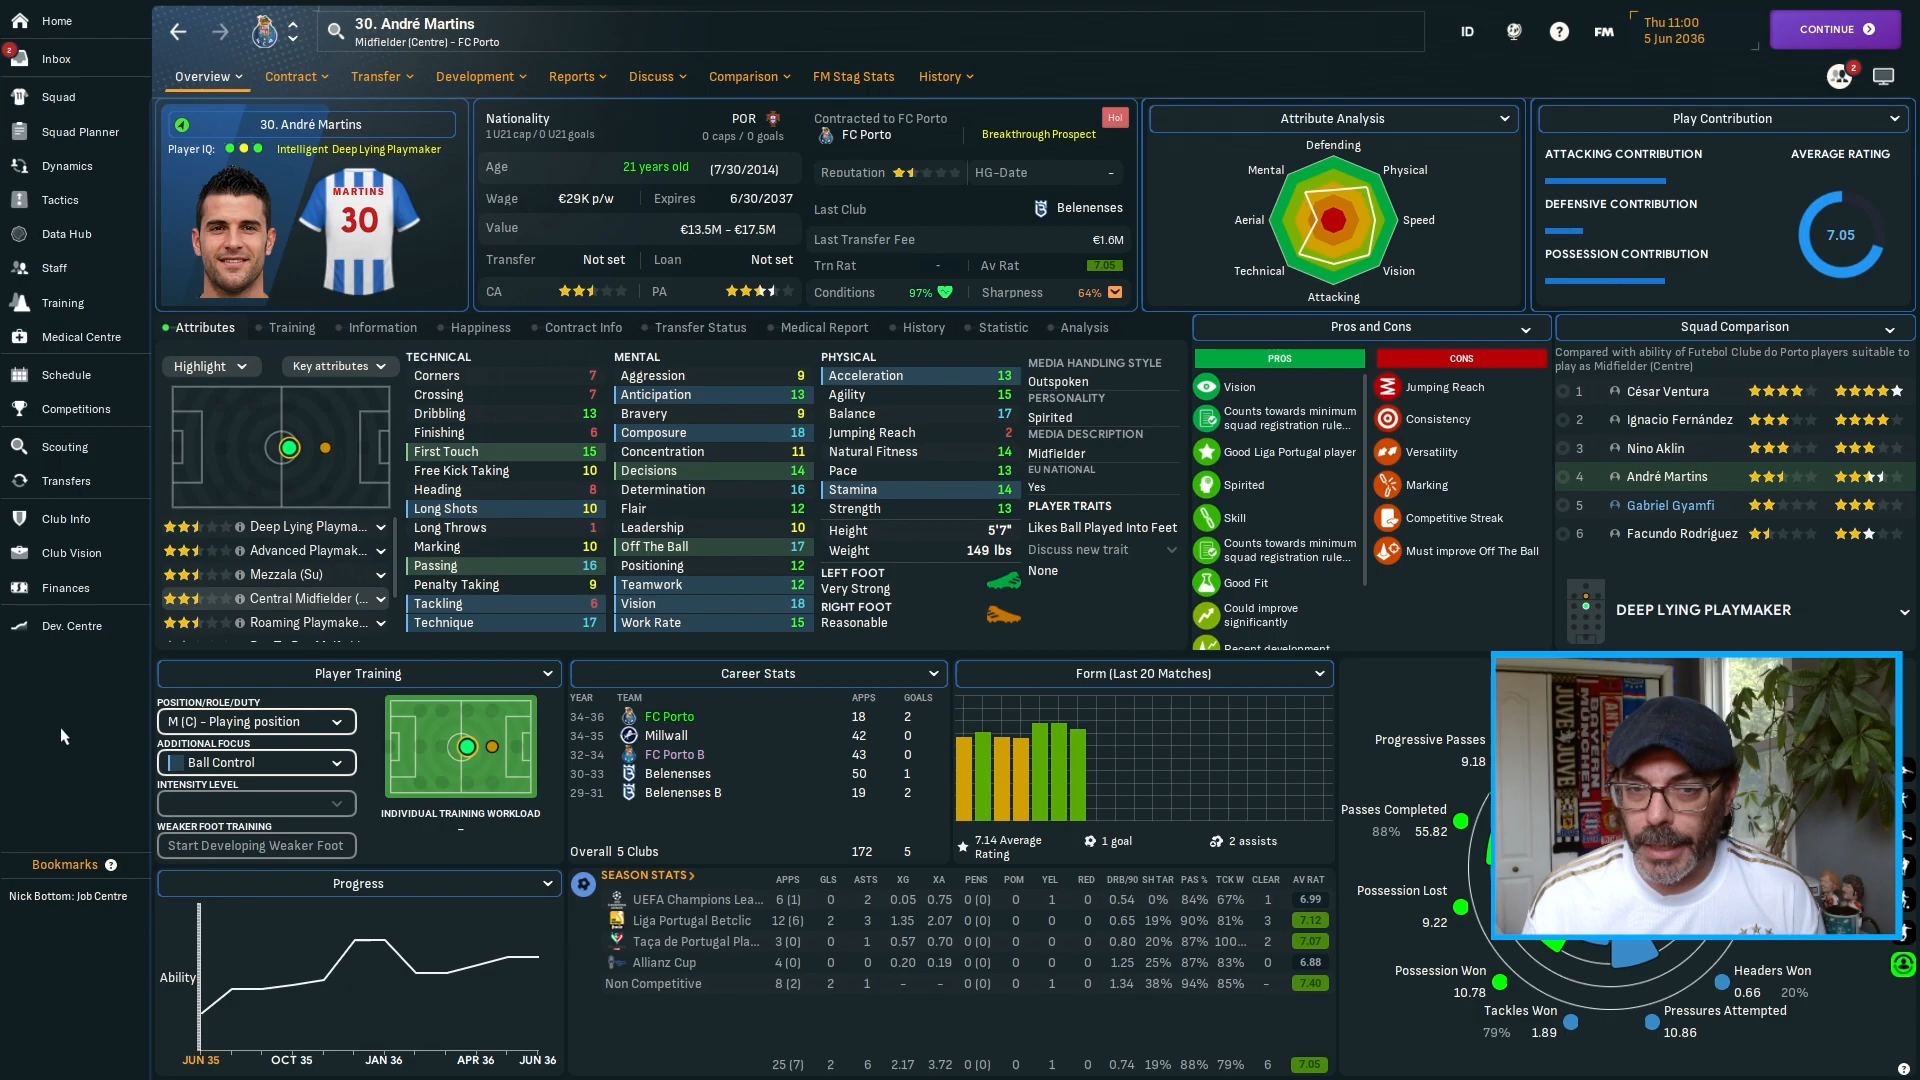 Home
2
Inbox
Squad
Squad Planner
Dynamics
Tactics
Data Hub
Staff
Training
Medical Centre
Schedule
Competitions
Scouting
Transfers
Club Info
Club Vision
Finances
Dev. Centre
Bookmarks ?
Nick Bottom: Job Centre
30. André Martins
Midfielder (Centre) - FC Porto
ID ? FM
Thu 11:00
5 Jun 2036
CONTINUE
Overview Contract Transfer Development Reports Discuss Comparison FM Stag Stats History
2
30. André Martins
Player IQ: Intelligent Deep Lying Playmaker
MARTINS
30
Nationality POR
1 U21 cap / 0 U21 goals 0 caps / 0 goals
Age 21 years old (7/30/2014)
Wage €29K p/w Expires 6/30/2037
Value €13.5M - €17.5M
Transfer Not set Loan Not set
CA PA
Contracted to FC Porto Hol
FC Porto Breakthrough Prospect
Reputation HG-Date -
Last Club Belenenses
Last Transfer Fee €1.6M
Trn Rat - Av Rat 7.05
Conditions 97% Sharpness 64%
Attribute Analysis
Defending
Mental Physical
Aerial Speed
Technical Vision
Attacking
Play Contribution
ATTACKING CONTRIBUTION AVERAGE RATING
DEFENSIVE CONTRIBUTION
7.05
POSSESSION CONTRIBUTION
Attributes Training Information Happiness Contract Info Transfer Status Medical Report History Statistic Analysis
Highlight Key attributes
Deep Lying Playma...
Advanced Playmak...
Mezzala (Su)
Central Midfielder (...
Roaming Playmake...
TECHNICAL
Corners 7
Crossing 7
Dribbling 13
Finishing 6
First Touch 15
Free Kick Taking 10
Heading 8
Long Shots 10
Long Throws 1
Marking 10
Passing 16
Penalty Taking 9
Tackling 6
Technique 17
MENTAL
Aggression 9
Anticipation 13
Bravery 9
Composure 18
Concentration 11
Decisions 14
Determination 16
Flair 12
Leadership 10
Off The Ball 17
Positioning 12
Teamwork 12
Vision 18
Work Rate 15
PHYSICAL
Acceleration 13
Agility 15
Balance 17
Jumping Reach 2
Natural Fitness 14
Pace 13
Stamina 14
Strength 13
Height 5'7"
Weight 149 lbs
LEFT FOOT
Very Strong
RIGHT FOOT
Reasonable
MEDIA HANDLING STYLE
Outspoken
PERSONALITY
Spirited
MEDIA DESCRIPTION
Midfielder
EU NATIONAL
Yes
PLAYER TRAITS
Likes Ball Played Into Feet
Discuss new trait
None
Pros and Cons
PROS
Vision
Counts towards minimum
squad registration rule...
Good Liga Portugal player
Spirited
Skill
Counts towards minimum
squad registration rule...
Good Fit
Could improve
significantly
Recent development
CONS
Jumping Reach
Consistency
Versatility
Marking
Competitive Streak
Must improve Off The Ball
Squad Comparison
Compared with ability of Futebol Clube do Porto players suitable to
play as Midfielder (Centre)
1 César Ventura
2 Ignacio Fernández
3 Nino Aklin
4 André Martins
5 Gabriel Gyamfi
6 Facundo Rodríguez
DEEP LYING PLAYMAKER
Player Training
POSITION/ROLE/DUTY
M (C) - Playing position
ADDITIONAL FOCUS
Ball Control
INTENSITY LEVEL
WEAKER FOOT TRAINING
Start Developing Weaker Foot
INDIVIDUAL TRAINING WORKLOAD
-
Career Stats
YEAR TEAM APPS GOALS
34-36 FC Porto 18 2
34-35 Millwall 42 0
32-34 FC Porto B 43 0
30-33 Belenenses 50 1
29-31 Belenenses B 19 2
Overall 5 Clubs 172 5
Form (Last 20 Matches)
7.14 Average
Rating
1 goal
2 assists
Progress
Ability
JUN 35 OCT 35 JAN 36 APR 36 JUN 36
SEASON STATS> APPS GLS ASTS XG XA PENS POM YEL RED DRB/90 SH TAR PAS % TCK W CLEAR AV RAT
UEFA Champions Lea... 6 (1) 0 2 0.05 0.75 0 (0) 0 1 0 0.54 0% 84% 67% 1 6.99
Liga Portugal Betclic 12 (6) 2 3 1.35 2.07 0 (0) 0 0 0 0.65 19% 90% 81% 3 7.12
Taça de Portugal Pla... 3 (0) 0 1 0.57 0.70 0 (0) 0 0 0 0.80 20% 87% 100... 2 7.07
Allianz Cup 4 (0) 0 0 0.20 0.19 0 (0) 0 0 0 1.25 25% 87% 83% 0 6.88
Non Competitive 8 (2) 2 1 - - 0 (0) 0 0 0 1.34 38% 94% 85% - 7.40
25 (7) 2 6 2.17 3.72 0 (0) 0 1 0 0.74 19% 88% 79% 6 7.05
Progressive Passes
9.18
Passes Completed
88% 55.82
Possession Lost
9.22
Possession Won
10.78
Tackles Won
79% 1.89
Headers Won
0.66 20%
Pressures Attempted
10.86
JUVE
BAYERN
MÜNCHEN